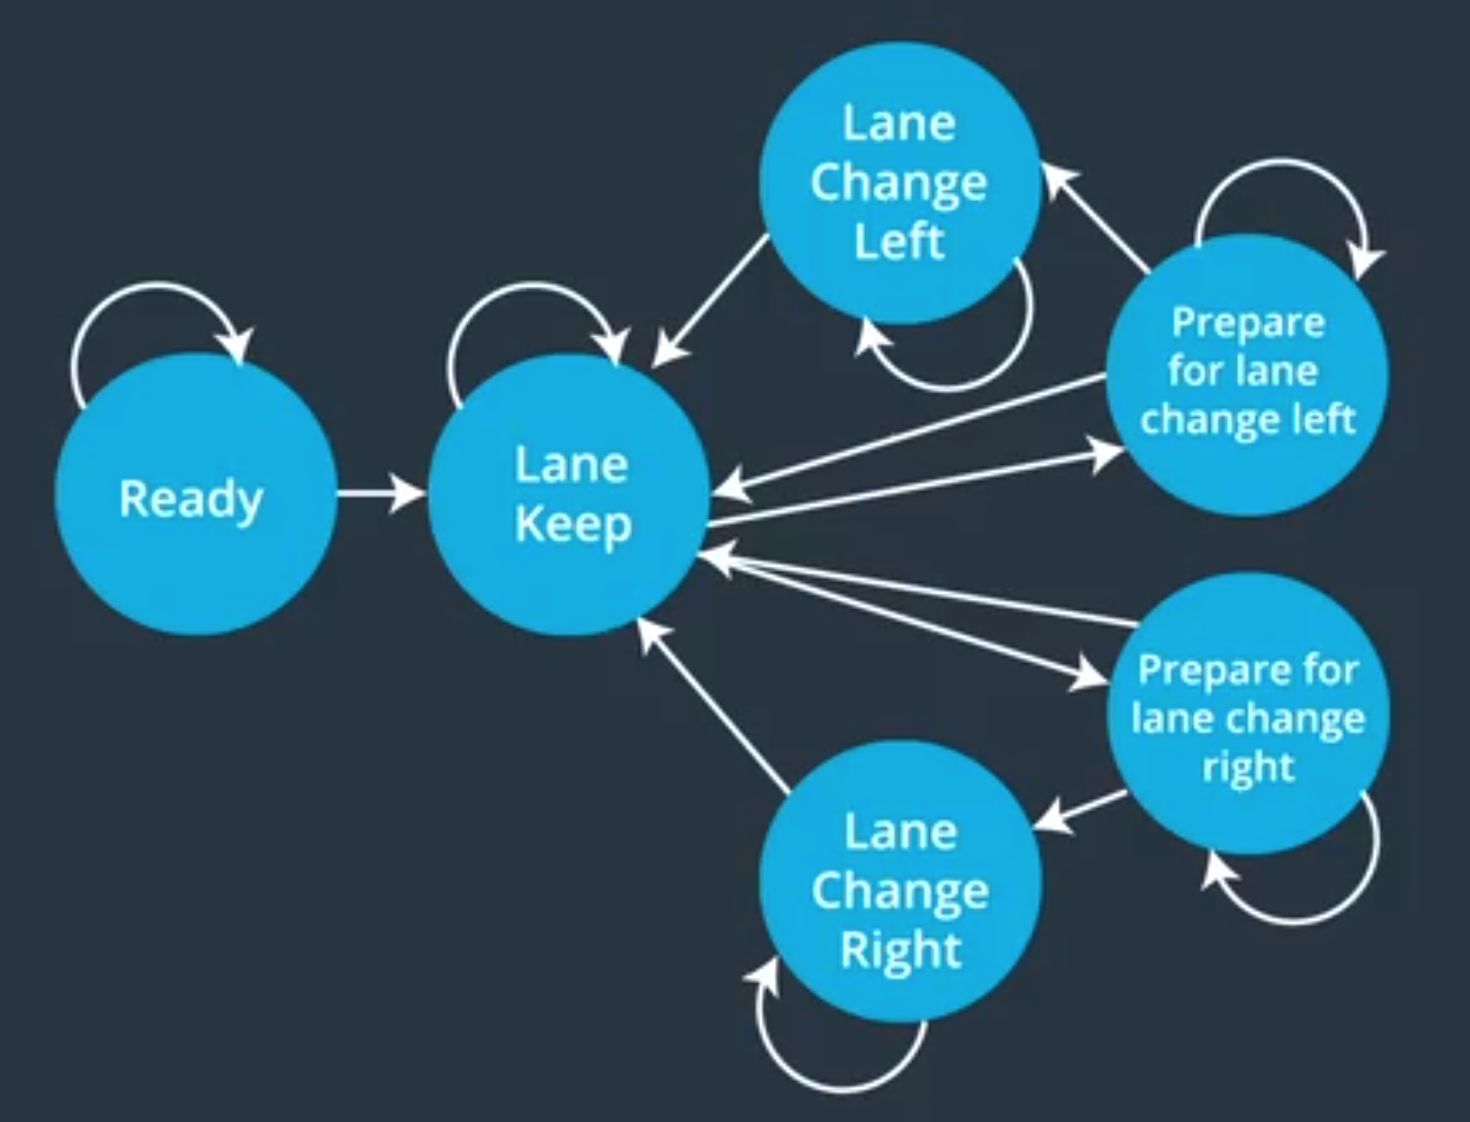 Ready
Lane
Keep
Lane
Change
Left
Prepare
for lane
change left
Prepare for
lane change
right
Lane
Change
Right